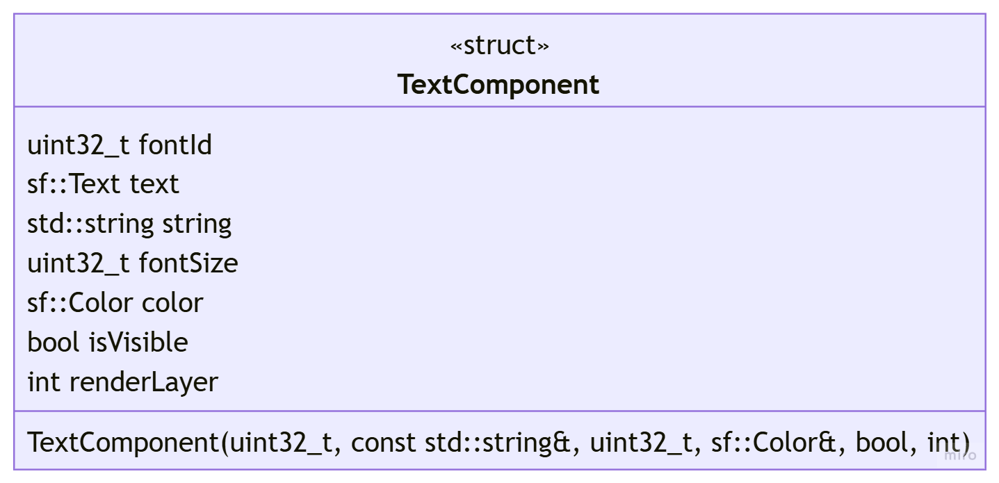 «struct»
TextComponent
uint32_t fontId
sf::Text text
std::string string
uint32_t fontSize
sf::Color color
bool isVisible
int renderLayer
TextComponent(uint32_t, const std::string&, uint32_t, sf::Color&, bool, int)
miro